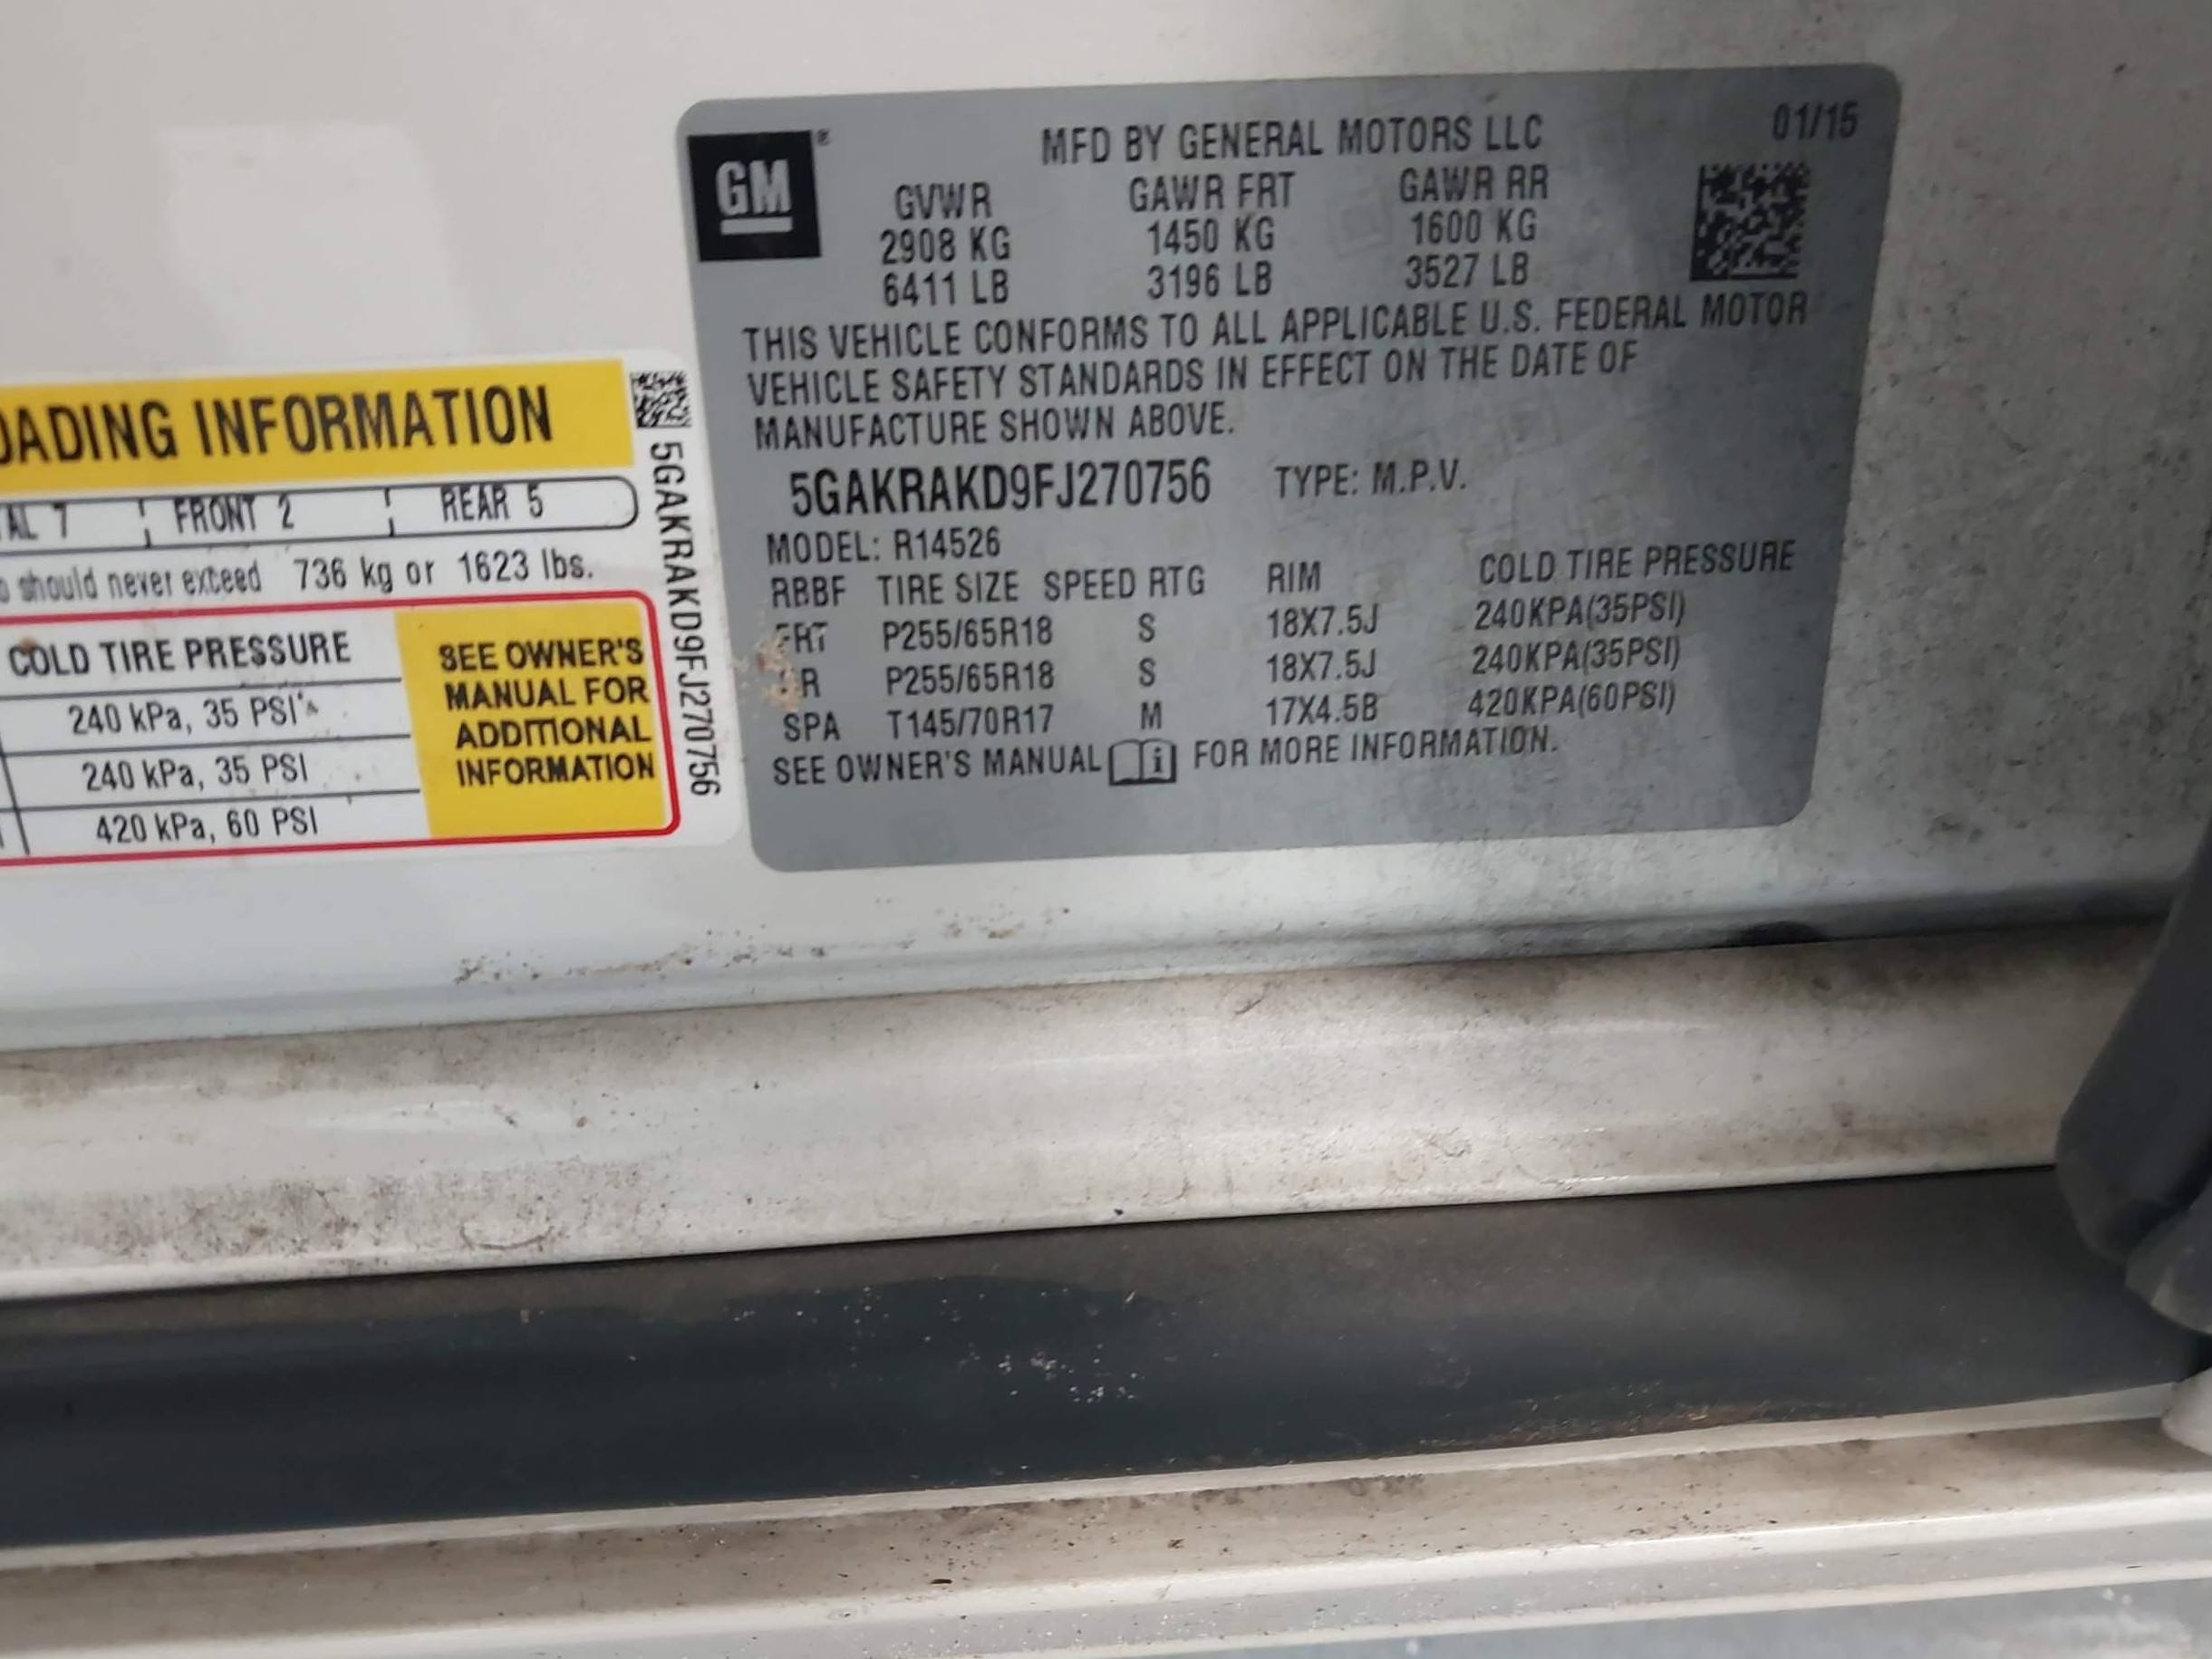 OADING INFORMATION
AL 7 FRONT 2 REAR 5
should never exceed 736 kg or 1623 lbs.
COLD TIRE PRESSURE
240 kPa, 35 PSI
240 kPa, 35 PSI
420 kPa, 60 PSI
SEE OWNER'S
MANUAL FOR
ADDITIONAL
INFORMATION
5GAKRAKD9FJ270756
GM®
MFD BY GENERAL MOTORS LLC 01/15
GVWR GAWR FRT GAWR RR
2908 KG 1450 KG 1600 KG
6411 LB 3196 LB 3527 LB
THIS VEHICLE CONFORMS TO ALL APPLICABLE U.S. FEDERAL MOTOR
VEHICLE SAFETY STANDARDS IN EFFECT ON THE DATE OF
MANUFACTURE SHOWN ABOVE.
5GAKRAKD9FJ270756 TYPE: M.P.V.
MODEL: R14526
RBBF TIRE SIZE SPEED RTG RIM COLD TIRE PRESSURE
FRT P255/65R18 S 18X7.5J 240KPA(35PSI)
R P255/65R18 S 18X7.5J 240KPA(35PSI)
SPA T145/70R17 M 17X4.5B 420KPA(60PSI)
SEE OWNER'S MANUAL FOR MORE INFORMATION.